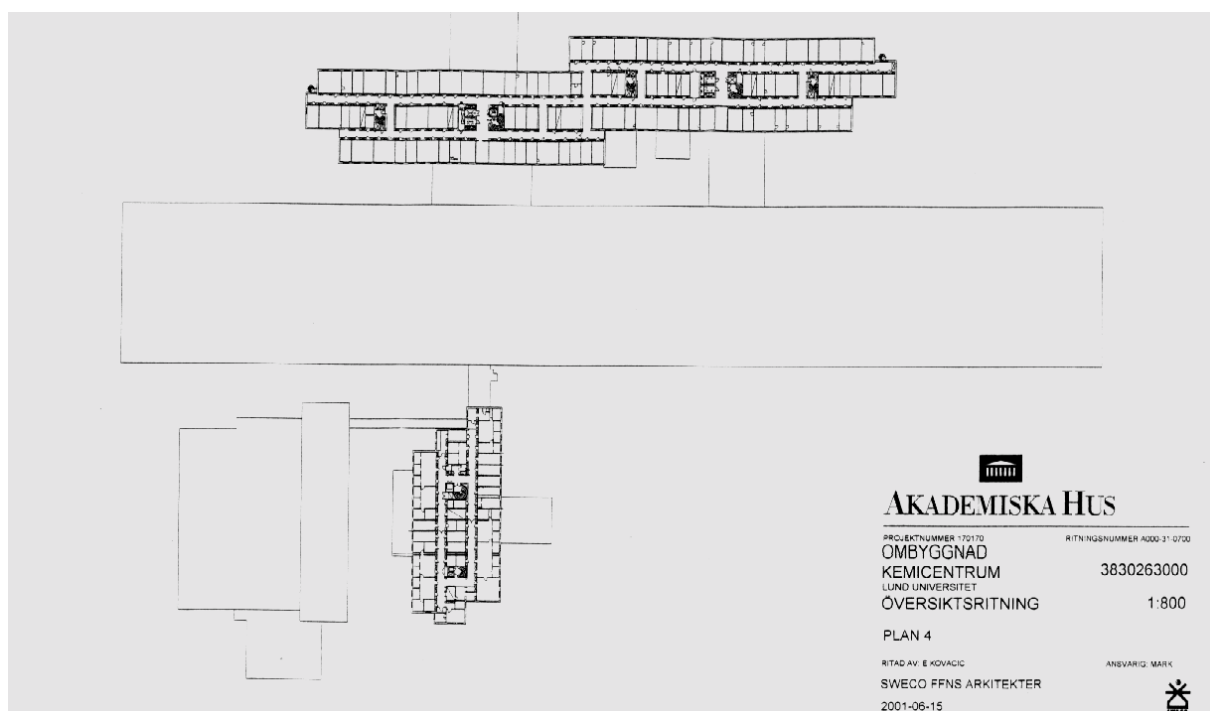 AKADEMISKA HUS
PROJEKTNUMMER 170170 RITNINGSNUMMER A000-31-0700
OMBYGGNAD
KEMICENTRUM 3830263000
LUND UNIVERSITET
ÖVERSIKTSRITNING 1:800
PLAN 4
RITAD AV: E KOVACIC ANSVARIG: MARK
SWECO FFNS ARKITEKTER
2001-06-15